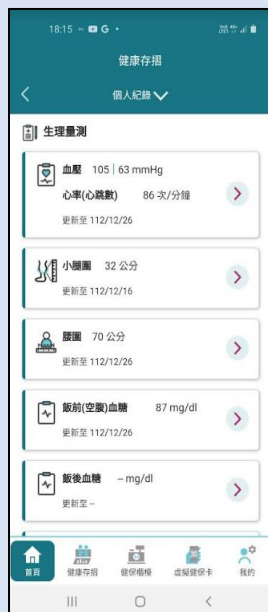 18:15
G
健康存摺
個人紀錄
生理量測
血壓 105 | 63 mmHg
心率(心跳數) 86 次/分鐘
更新至 112/12/26
小腿圍 32 公分
更新至 112/12/16
腰圍 70 公分
更新至 112/12/26
飯前(空腹)血糖 87 mg/dl
更新至 112/12/26
飯後血糖 -- mg/dl
更新至 --
首頁 健康存摺 健保櫃檯 虛擬健保卡 我的